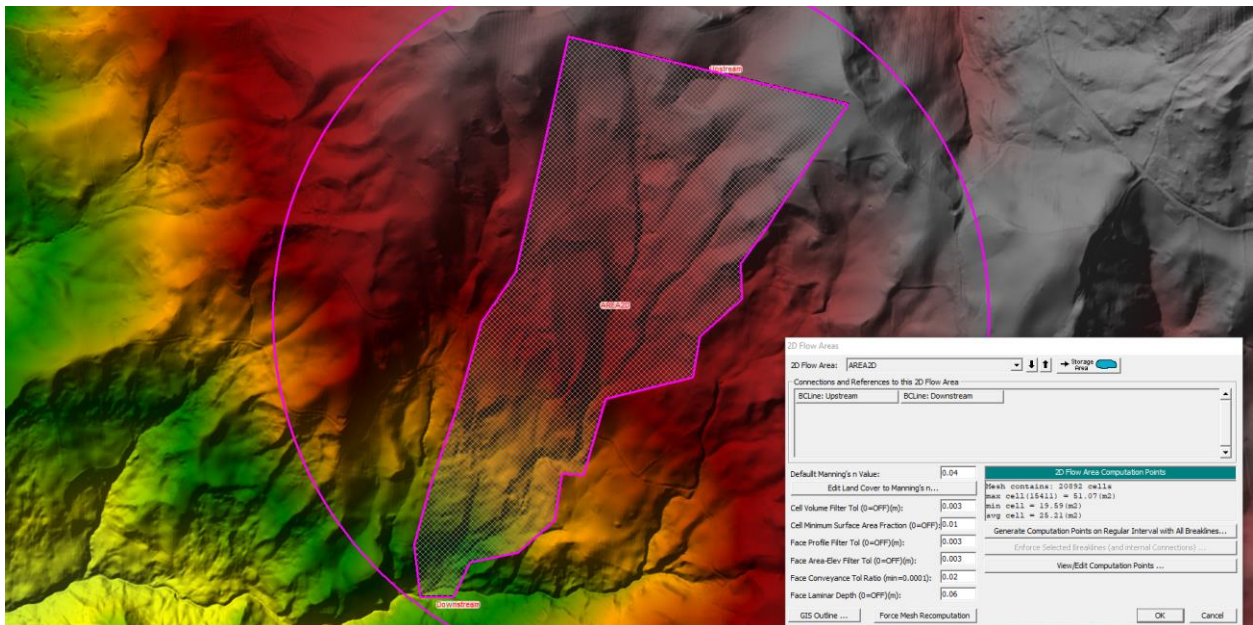 Upstream
AREA2D
Downstream
2D Flow Areas
2D Flow Area: AREA2D
Storage Area
Connections and References to this 2D Flow Area
BCLine: Upstream BCLine: Downstream
Default Manning's n Value: 0.04
Edit Land Cover to Manning's n...
Cell Volume Filter Tol (0=OFF)(m): 0.003
Cell Minimum Surface Area Fraction (0=OFF): 0.01
Face Profile Filter Tol (0=OFF)(m): 0.003
Face Area-Elev Filter Tol (0=OFF)(m): 0.003
Face Conveyance Tol Ratio (min=0.0001): 0.02
Face Laminar Depth (0=OFF)(m): 0.06
2D Flow Area Computation Points
Mesh contains: 20892 cells
max cell(15411) = 51.07(m2)
min cell = 19.59(m2)
avg cell = 25.21(m2)
Generate Computation Points on Regular Interval with All Breaklines...
Enforce Selected Breaklines (and internal Connections) ...
View/Edit Computation Points ...
GIS Outline ... Force Mesh Recomputation OK Cancel